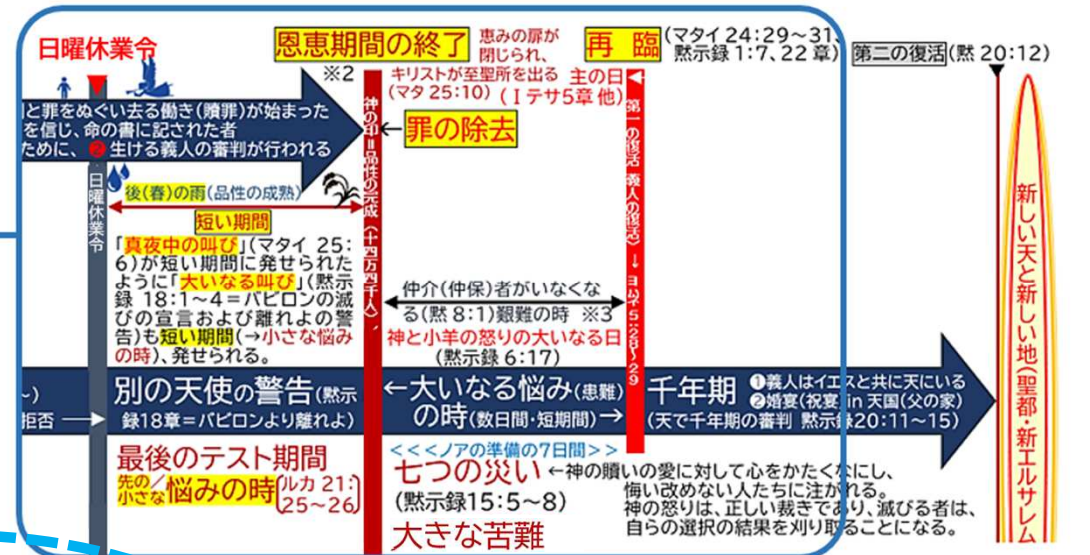 日曜休業令
恩恵期間の終了
※2
恵みの扉が
閉じられ、
キリストが至聖所を出る
(マタ 25:10)
再 臨
(マタイ 24:29～31、
黙示録 1:7、22 章)
主の日
(Ⅰテサ5章 他)
第二の復活(黙 20:12)
と罪をぬぐい去る働き(贖罪)が始まった
を信じ、命の書に記された者
ために、❷ 生ける義人の審判が行われる
←罪の除去
日曜休業令
後(春)の雨(品性の成熟)
短い期間
「真夜中の叫び」(マタイ 25:
6)が短い期間に発せられた
ように「大いなる叫び」(黙示
録 18:1～4＝バビロンの滅
びの宣言および離れよの警
告)も短い期間(→小さな悩み
の時)、発せられる。
神の印＝品性の完成(十四万四千人)、
仲介(仲保)者がいなくな
る(黙 8:1)艱難の時 ※3
神と小羊の怒りの大いなる日
(黙示録 6:17)
第一の復活(義人の復活) → ヨハネ5:28～29
～)
拒否 →
別の天使の警告(黙示
録18章＝バビロンより離れよ)
←大いなる悩み(患難)
の時(数日間・短期間)→
千年期
❶義人はイエスと共に天にいる
❷婚宴(祝宴) in 天国(父の家)
(天で千年期の審判 黙示録20:11～15)
新しい天と新しい地(聖都・新エルサレム
最後のテスト期間
先の／
小さな悩みの時(ルカ 21:
25～26)
<<<ノアの準備の7日間>>
七つの災い
(黙示録15:5～8)
大きな苦難
←神の贖いの愛に対して心をかたくなにし、
悔い改めない人たちに注がれる。
神の怒りは、正しい裁きであり、滅びる者は、
自らの選択の結果を刈り取ることになる。